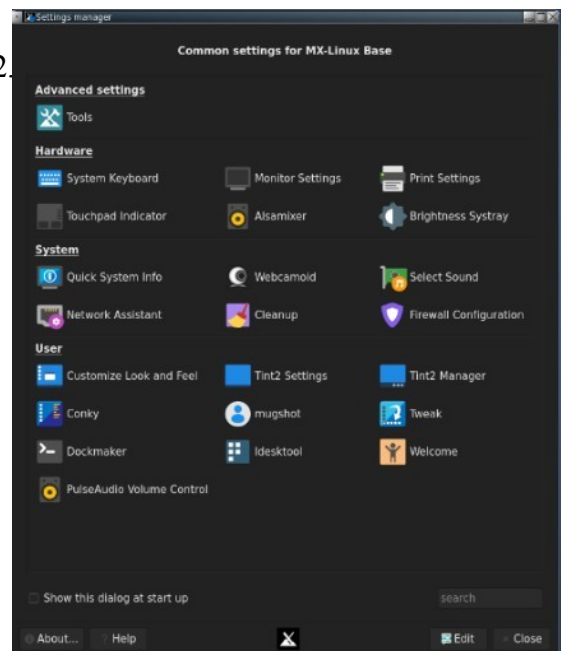 Settings manager
Common settings for MX-Linux Base
2.
Advanced settings
Tools
Hardware
System Keyboard Monitor Settings Print Settings
Touchpad Indicator Alsamixer Brightness Systray
System
Quick System Info Webcamoid Select Sound
Network Assistant Cleanup Firewall Configuration
User
Customize Look and Feel Tint2 Settings Tint2 Manager
Conky mugshot Tweak
Dockmaker Idesktool Welcome
PulseAudio Volume Control
Show this dialog at start up search
About... Help Edit Close